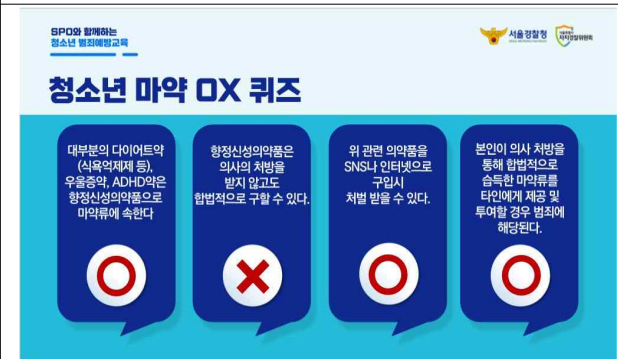 SPO와 함께하는
청소년 범죄예방교육
서울경찰청
자치경찰위원회
청소년 마약 OX 퀴즈
대부분의 다이어트약
(식욕억제제 등),
우울증약, ADHD약은
향정신성의약품으로
마약류에 속한다
향정신성의약품은
의사의 처방을
받지 않고도
합법적으로 구할 수 있다.
위 관련 의약품을
SNS나 인터넷으로
구입시
처벌 받을 수 있다.
본인이 의사 처방을
통해 합법적으로
습득한 마약류를
타인에게 제공 및
투여할 경우 범죄에
해당된다.